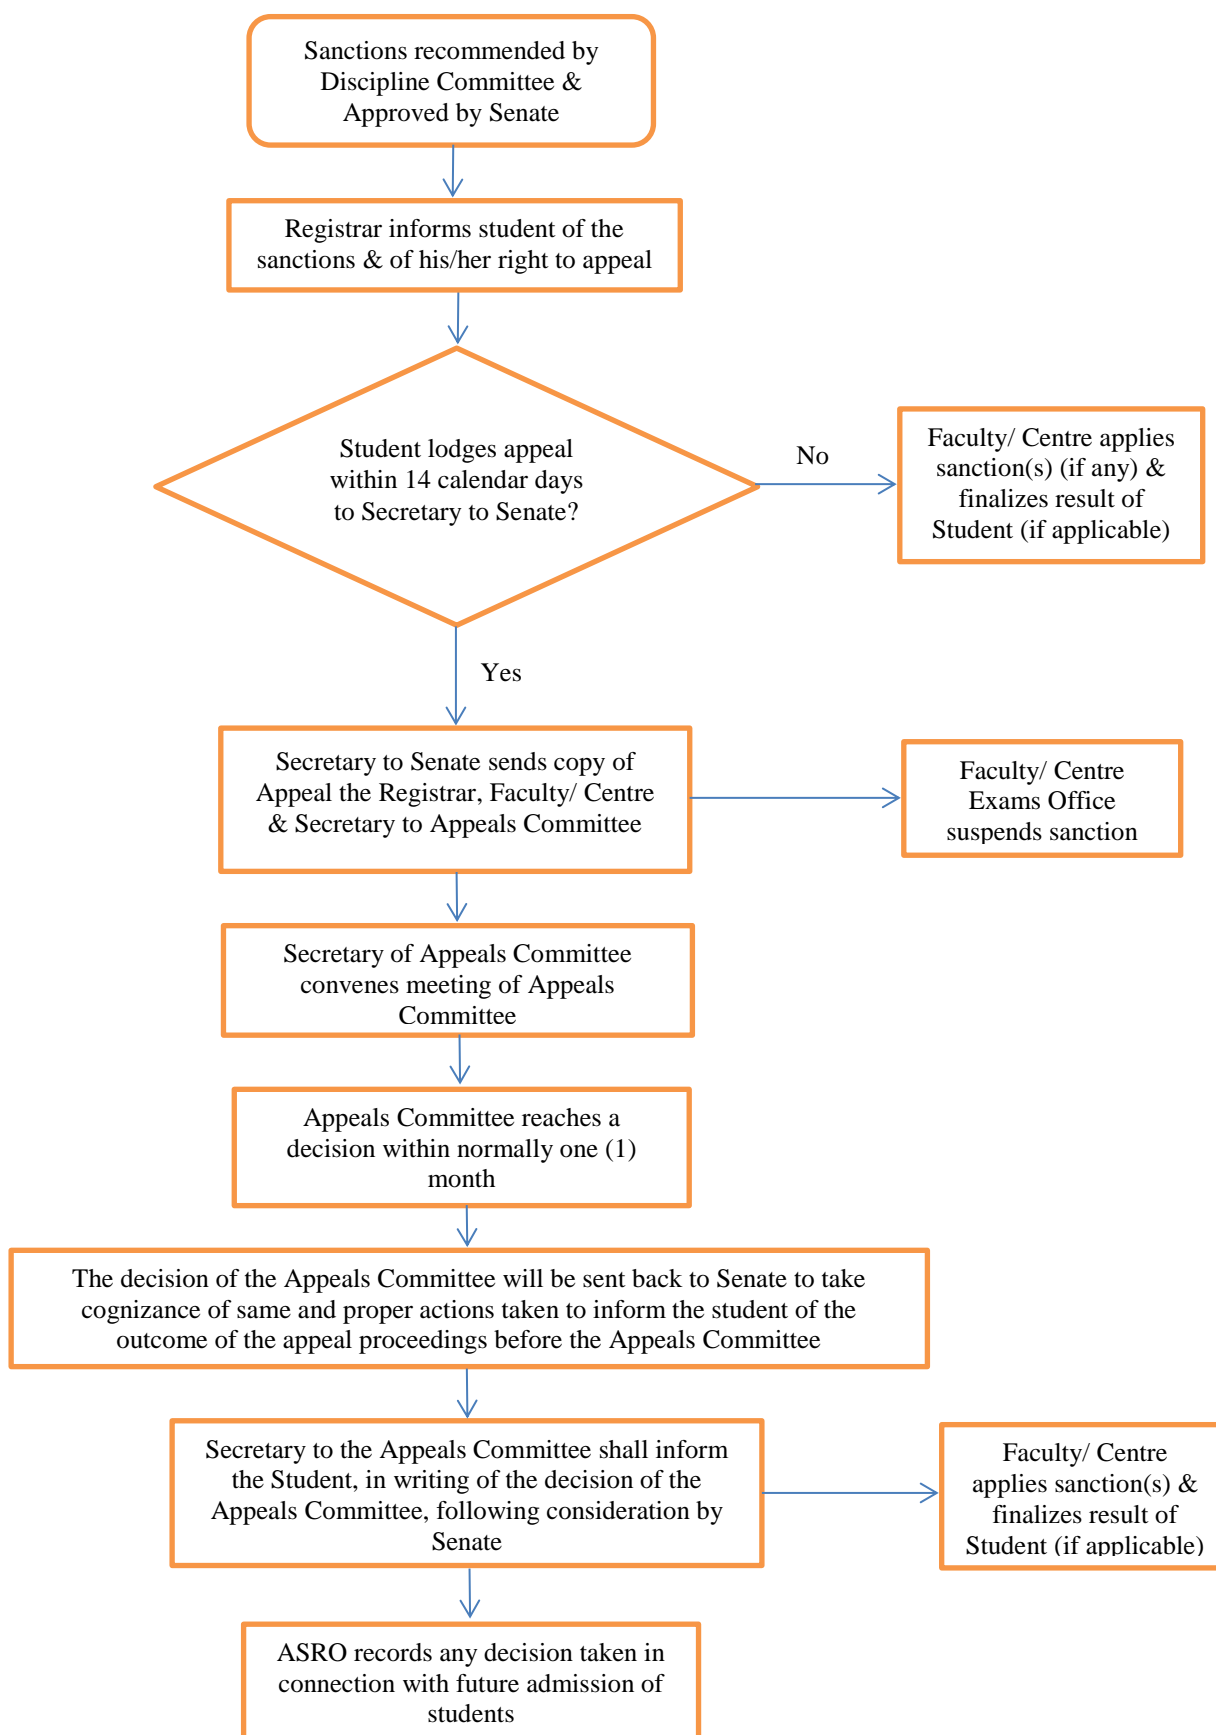 Sanctions recommended by
Discipline Committee &
Approved by Senate
Registrar informs student of the
sanctions & of his/her right to appeal
Student lodges appeal
within 14 calendar days
to Secretary to Senate?
No
Faculty/ Centre applies
sanction(s) (if any) &
finalizes result of
Student (if applicable)
Yes
Secretary to Senate sends copy of
Appeal the Registrar, Faculty/ Centre
& Secretary to Appeals Committee
Faculty/ Centre
Exams Office
suspends sanction
Secretary of Appeals Committee
convenes meeting of Appeals
Committee
Appeals Committee reaches a
decision within normally one (1)
month
The decision of the Appeals Committee will be sent back to Senate to take
cognizance of same and proper actions taken to inform the student of the
outcome of the appeal proceedings before the Appeals Committee
Secretary to the Appeals Committee shall inform
the Student, in writing of the decision of the
Appeals Committee, following consideration by
Senate
Faculty/ Centre
applies sanction(s) &
finalizes result of
Student (if applicable)
ASRO records any decision taken in
connection with future admission of
students